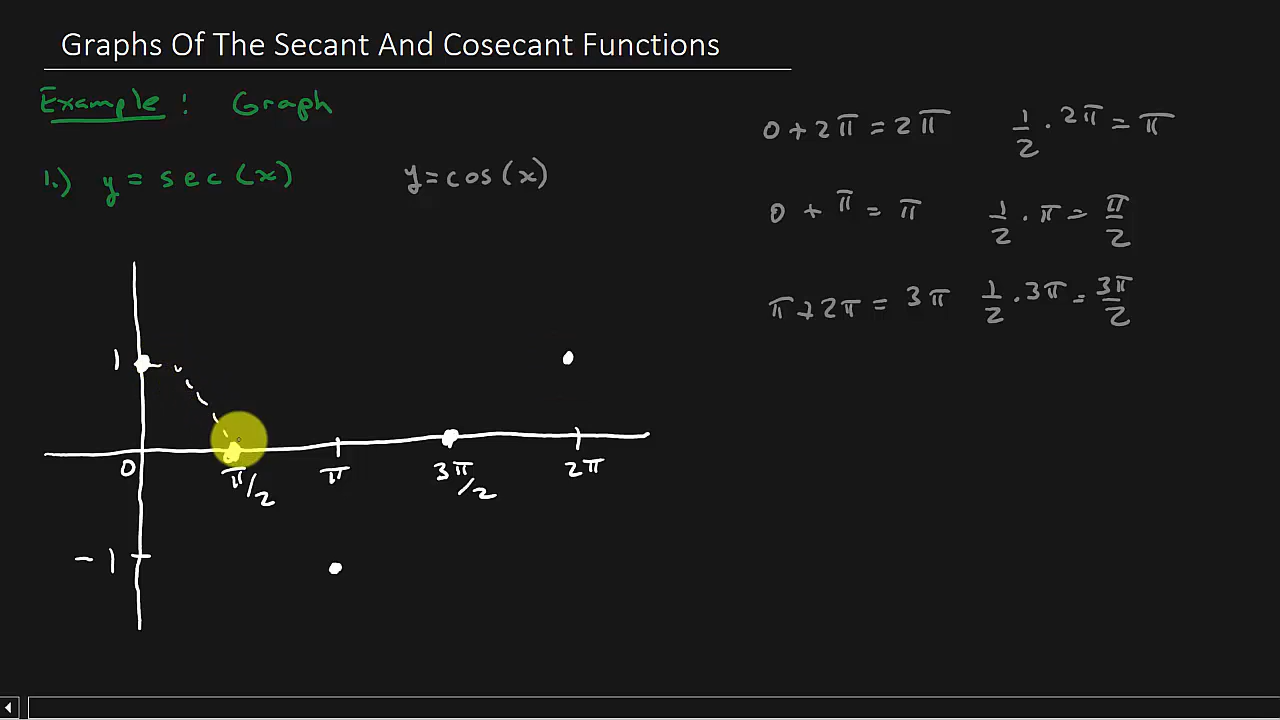 Graphs Of The Secant And Cosecant Functions
Example: Graph
1.) y = sec(x)
y=cos(x)
0+2π=2π
1/2 · 2π = π
0 + π = π
1/2 · π = π/2
π+2π = 3π
1/2 · 3π = 3π/2
1
0
π/2
π
3π/2
2π
-1